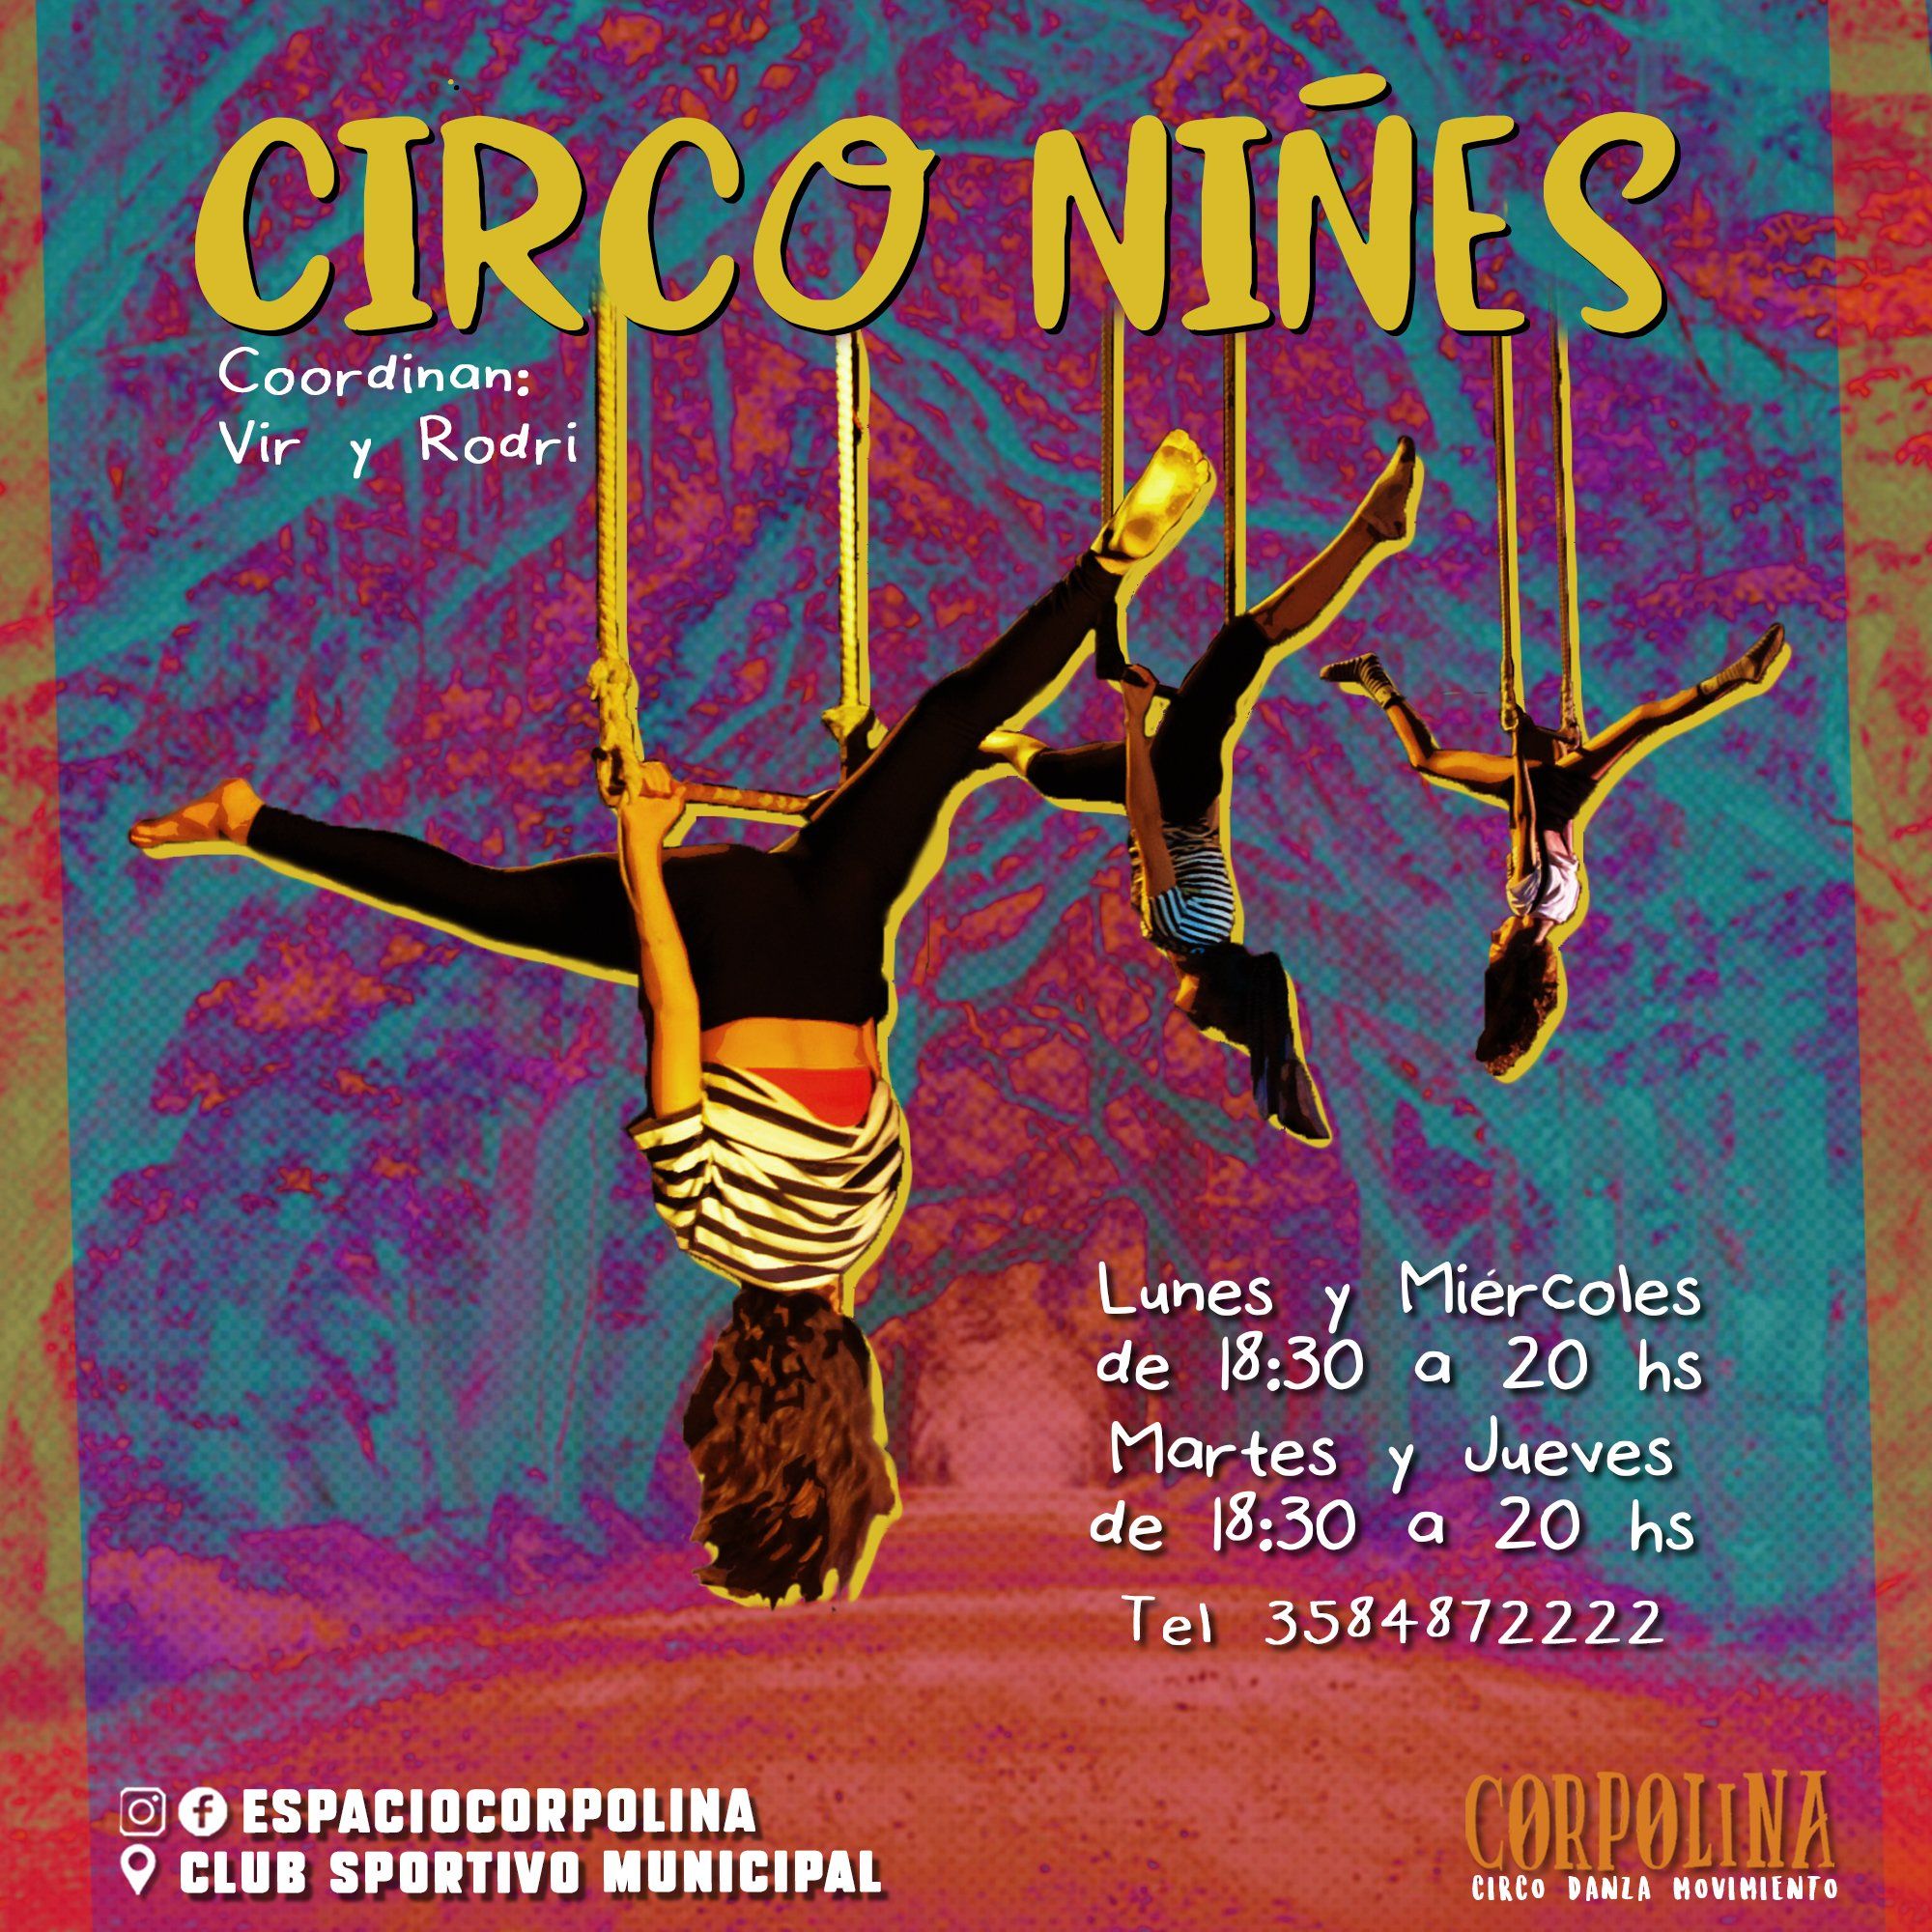 CIRCO NIÑES
Coordinan:
Vir y Rodri
Lunes y Miércoles
de 18:30 a 20 hs
Martes y Jueves
de 18:30 a 20 hs
Tel 3584872222
ESPACIOCORPOLINA
CLUB SPORTIVO MUNICIPAL
CORPOLiNA
CIRCO DANZA MOVIMIENTO